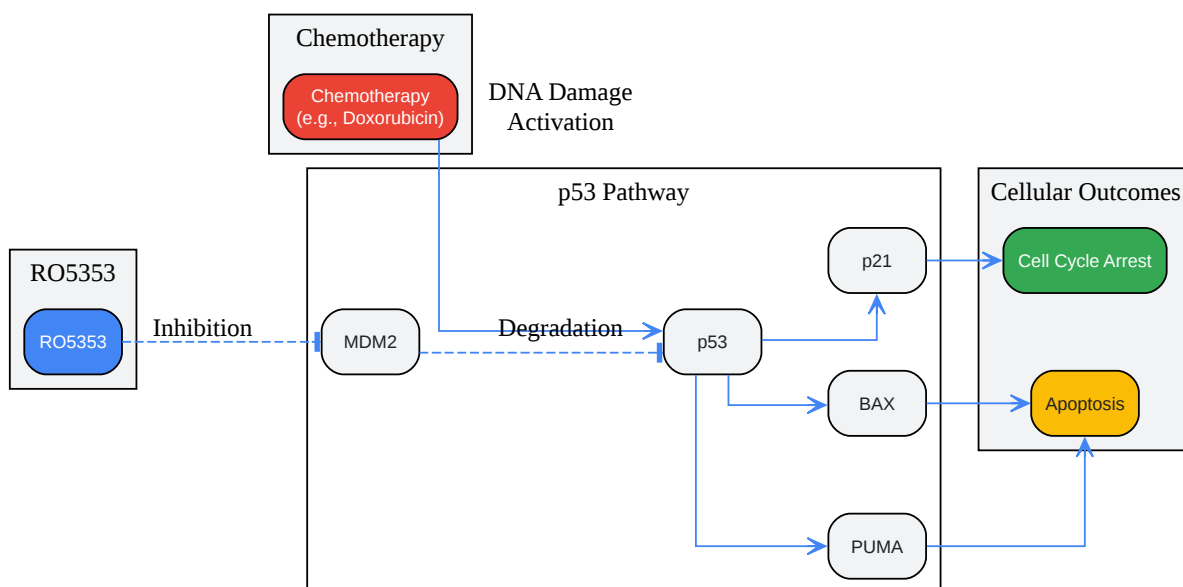 Chemotherapy
Chemotherapy
(e.g., Doxorubicin)
DNA Damage
Activation
p53 Pathway
Cellular Outcomes
p21
Cell Cycle Arrest
RO5353
RO5353
Inhibition
MDM2
Degradation
p53
BAX
Apoptosis
PUMA